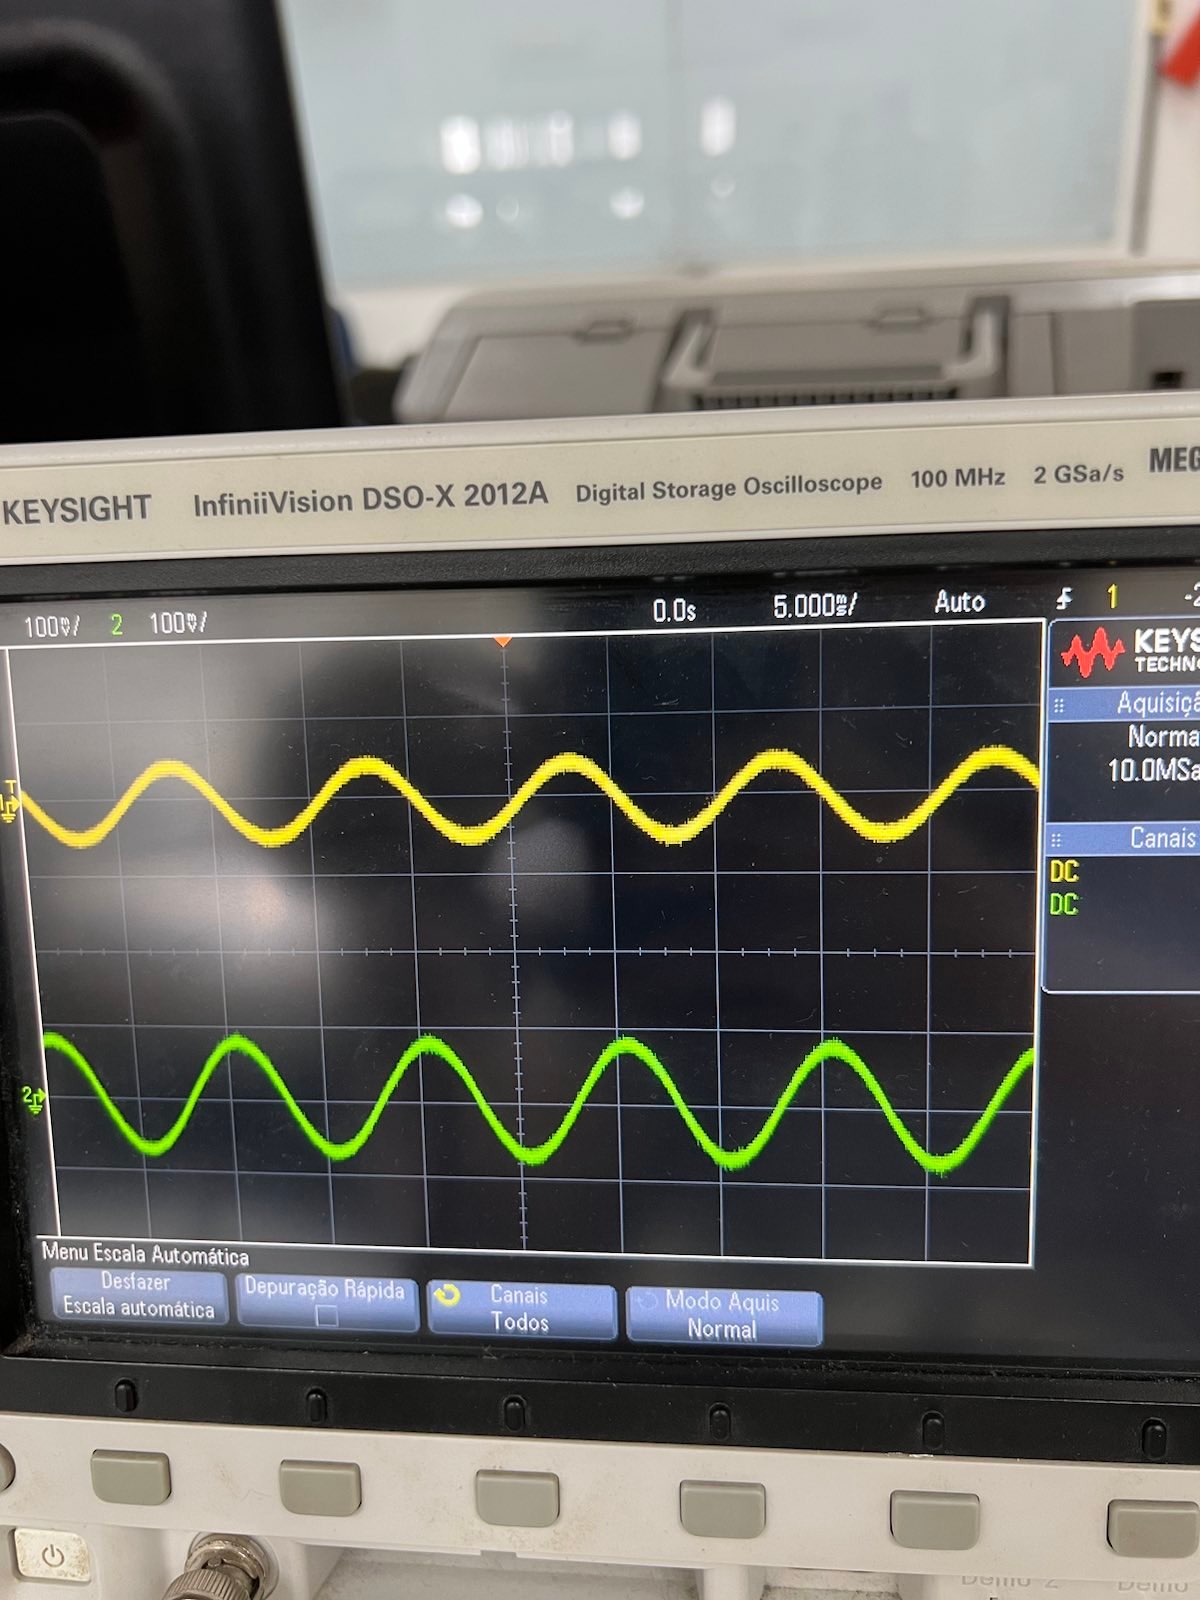 KEYSIGHT InfiniiVision DSO-X 2012A Digital Storage Oscilloscope 100 MHz 2 GSa/s MEG
100mV/ 2 100mV/ 0.0s 5.000ms/ Auto 1 -2
KEYS
TECHN
Aquisiçã
Norma
10.0MSa
Canais
DC
DC
T
1
2
Menu Escala Automática
Desfazer
Escala automática
Depuração Rápida
Canais
Todos
Modo Aquis
Normal